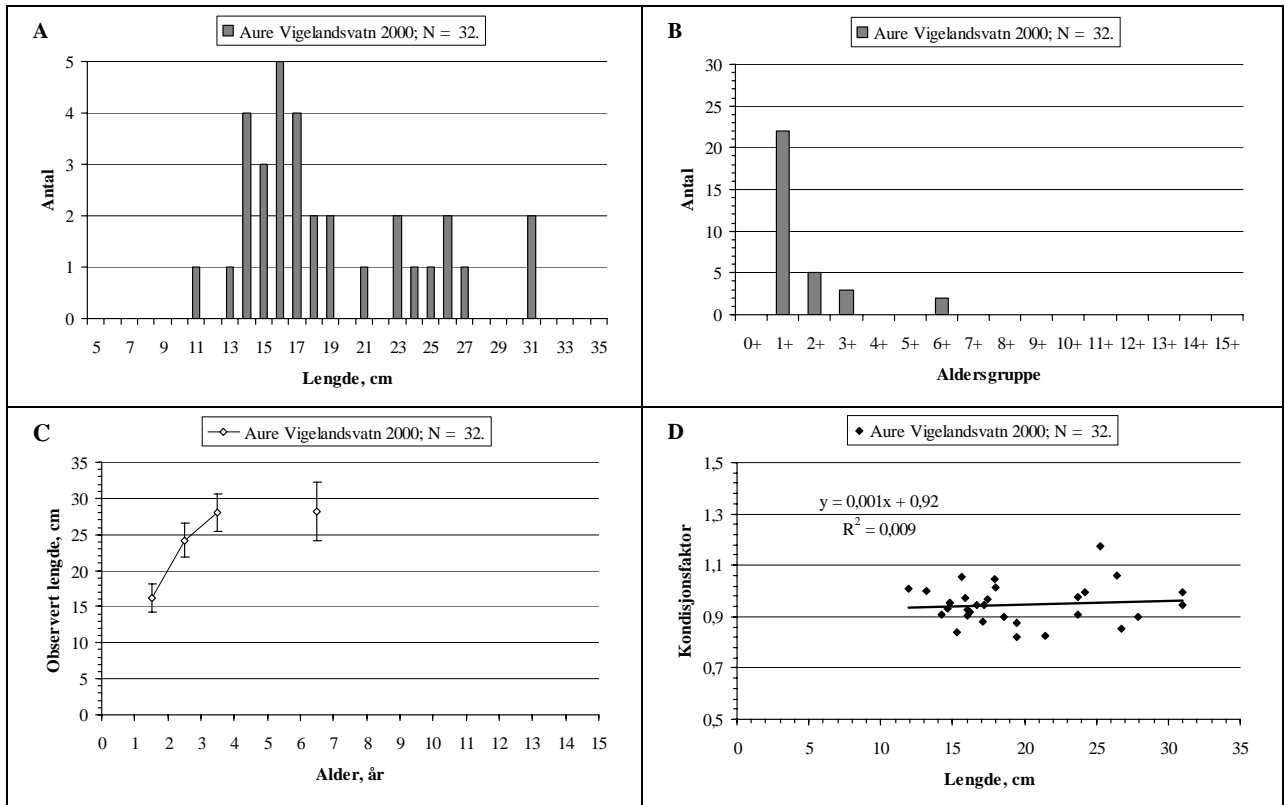 A
Aure Vigelandsvatn 2000; N = 32.
5
4
3
2
1
0
Antal
5 7 9 11 13 15 17 19 21 23 25 27 29 31 33 35
Lengde, cm
B
Aure Vigelandsvatn 2000; N = 32.
30
25
20
15
10
5
0
Antal
0+ 1+ 2+ 3+ 4+ 5+ 6+ 7+ 8+ 9+ 10+ 11+ 12+ 13+ 14+ 15+
Aldersgruppe
C
Aure Vigelandsvatn 2000; N = 32.
35
30
25
20
15
10
5
0
Observert lengde, cm
0 1 2 3 4 5 6 7 8 9 10 11 12 13 14 15
Alder, år
D
Aure Vigelandsvatn 2000; N = 32.
1,5
1,3
1,1
0,9
0,7
0,5
Kondisjonsfaktor
y = 0,001x + 0,92
R² = 0,009
0 5 10 15 20 25 30 35
Lengde, cm